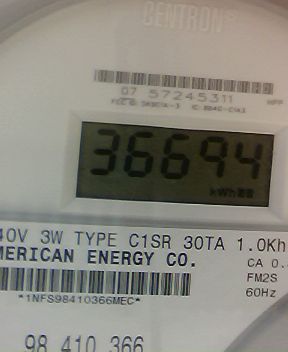 CENTRON®
07 57245311
36694
kWh
40V 3W TYPE C1SR 30TA 1.0Kh
MERICAN ENERGY CO.
CA 0.
FM2S
*1NFS98410366MEC*
60Hz
98 410 366